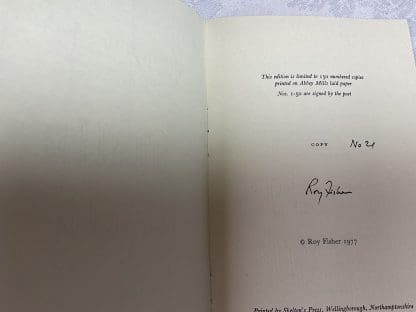 This edition is limited to 150 numbered copies
printed on Abbey Mills laid paper
Nos. 1-50 are signed by the poet
COPY No 21
Roy Fisher
© Roy Fisher 1977
Printed by Skelton's Press, Wellingborough, Northamptonshire